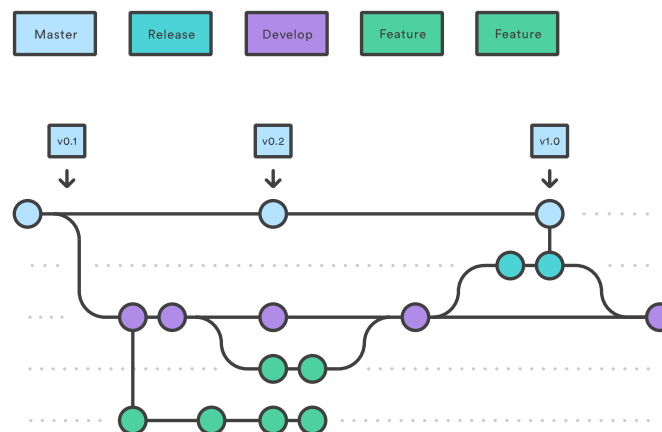 Master
Release
Develop
Feature
Feature
v0.1
v0.2
v1.0